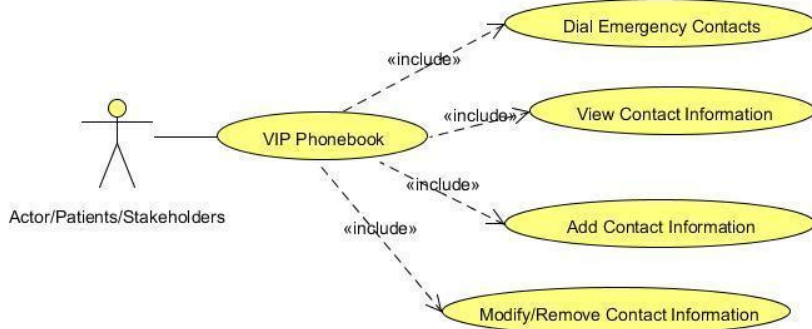 Dial Emergency Contacts
«include»
View Contact Information
«include»
VIP Phonebook
«include»
Actor/Patients/Stakeholders
Add Contact Information
«include»
Modify/Remove Contact Information